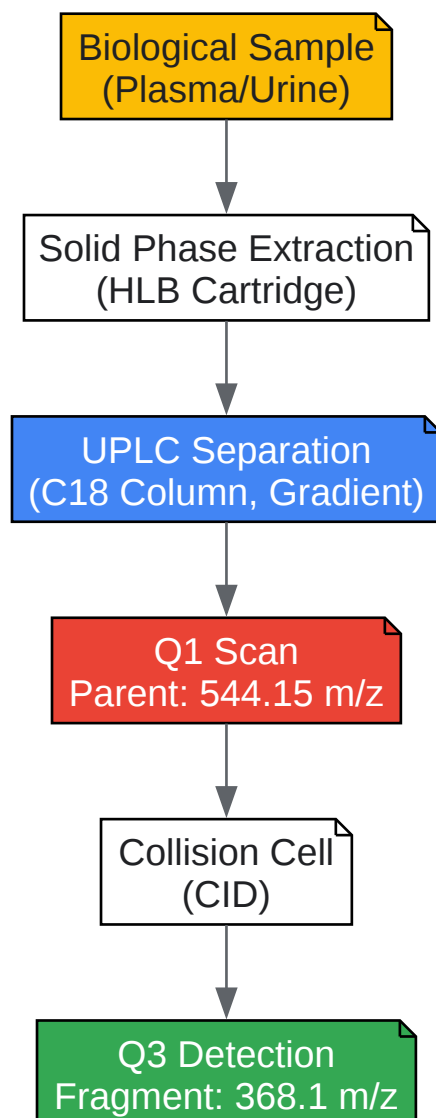 Biological Sample
(Plasma/Urine)
Solid Phase Extraction
(HLB Cartridge)
UPLC Separation
(C18 Column, Gradient)
Q1 Scan
Parent: 544.15 m/z
Collision Cell
(CID)
Q3 Detection
Fragment: 368.1 m/z